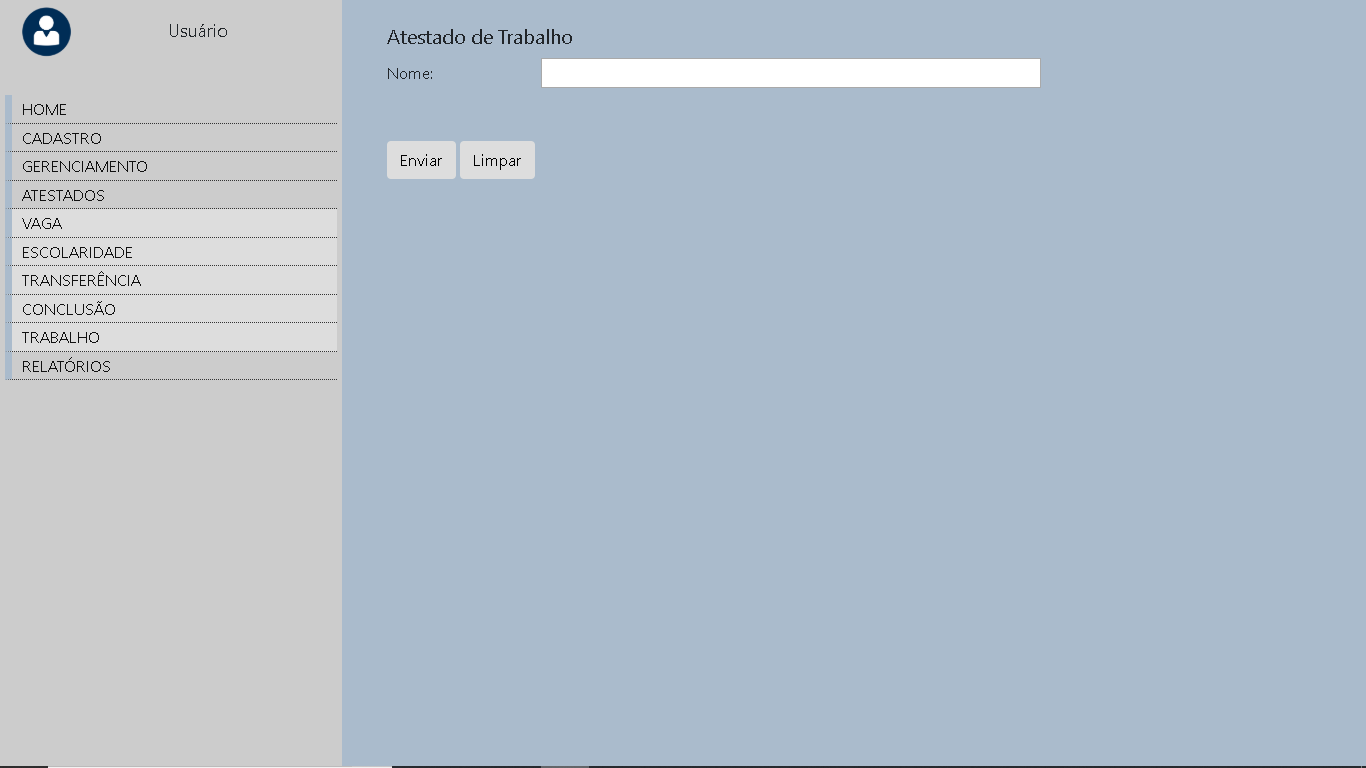 Usuário
HOME
CADASTRO
GERENCIAMENTO
ATESTADOS
VAGA
ESCOLARIDADE
TRANSFERÊNCIA
CONCLUSÃO
TRABALHO
RELATÓRIOS
Atestado de Trabalho
Nome:
Enviar Limpar